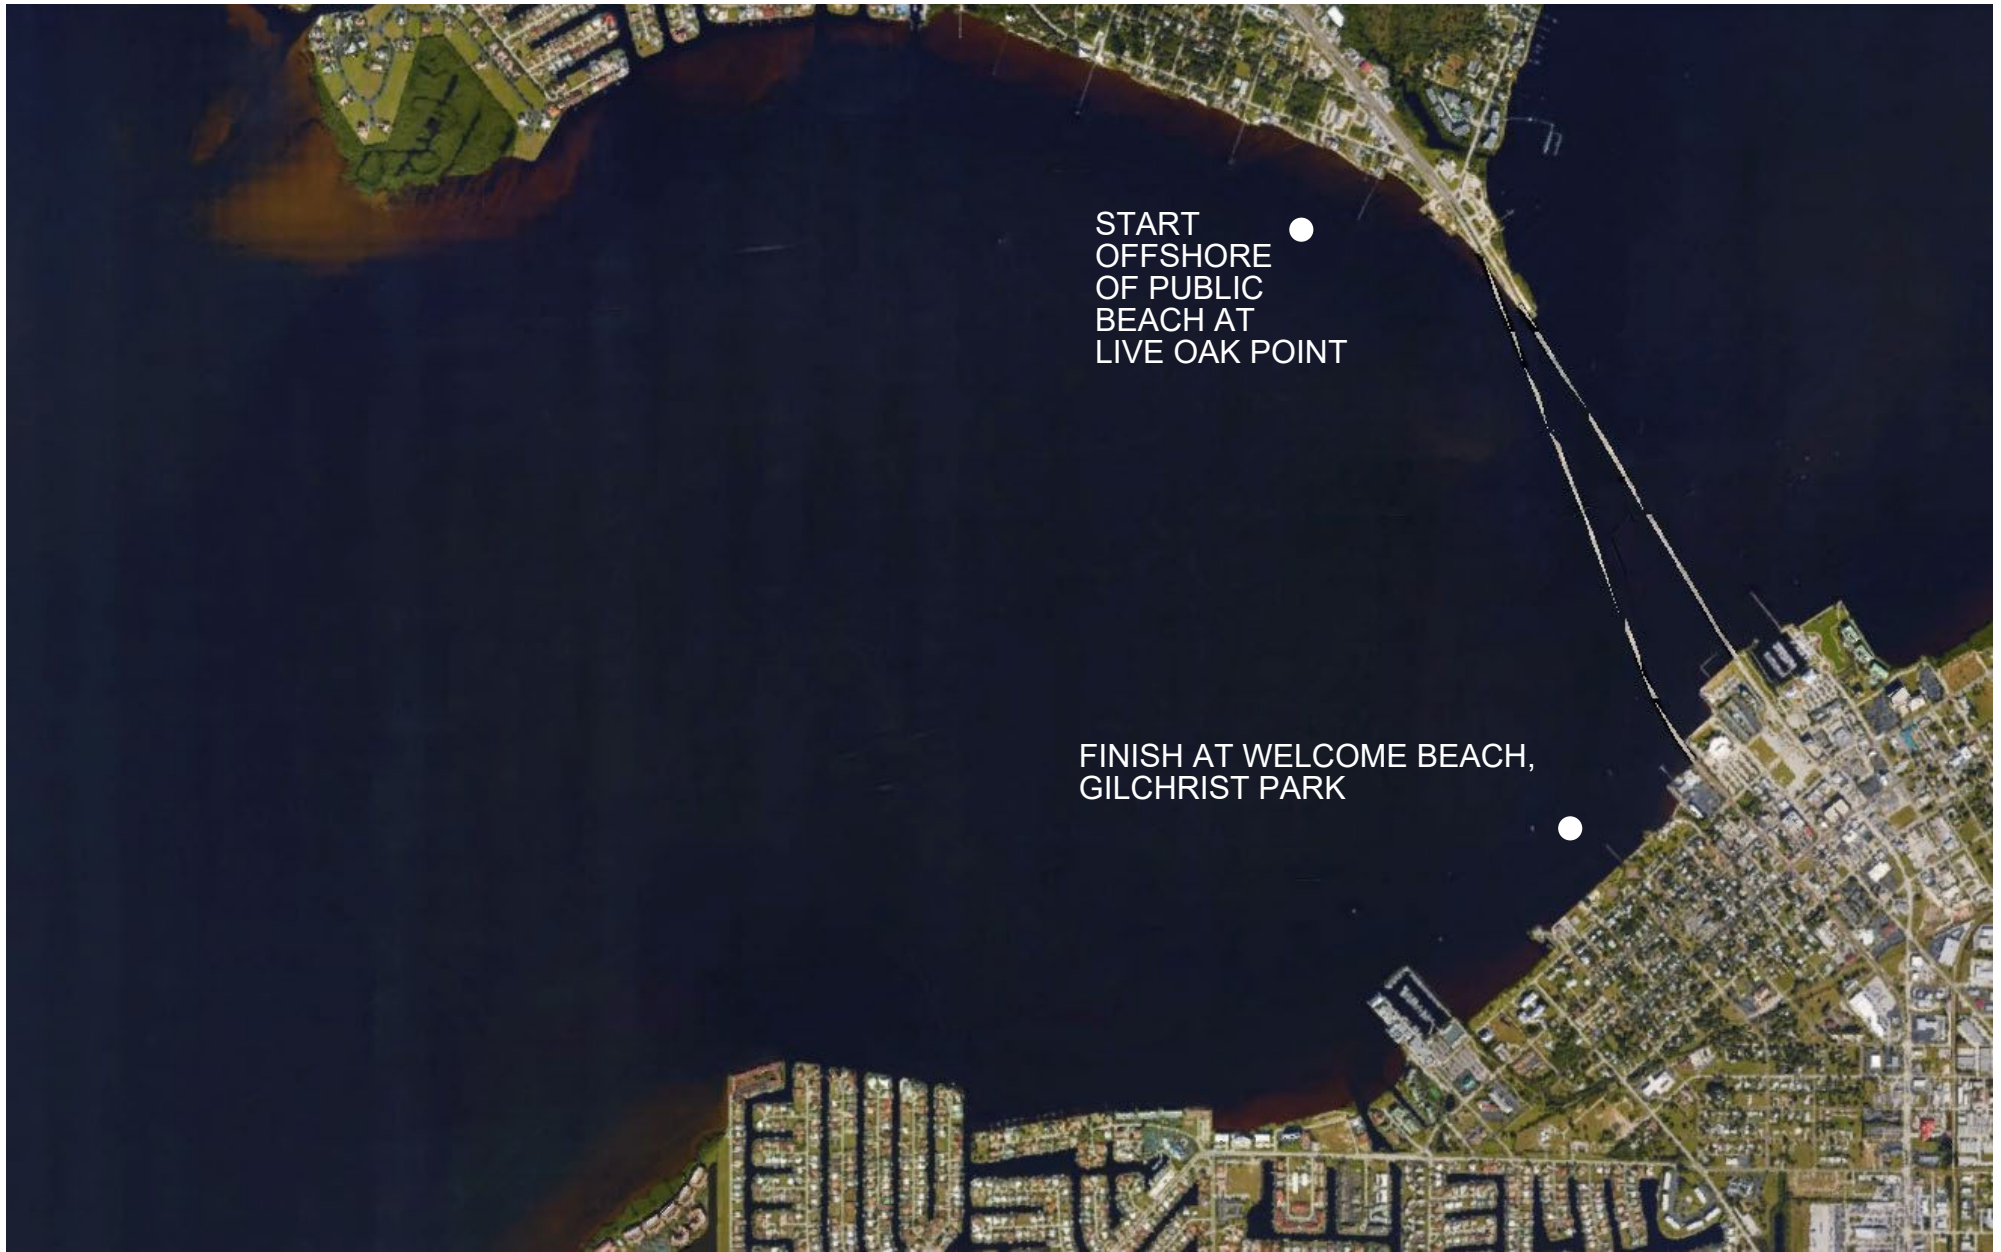 START
OFFSHORE
OF PUBLIC
BEACH AT
LIVE OAK POINT
FINISH AT WELCOME BEACH,
GILCHRIST PARK